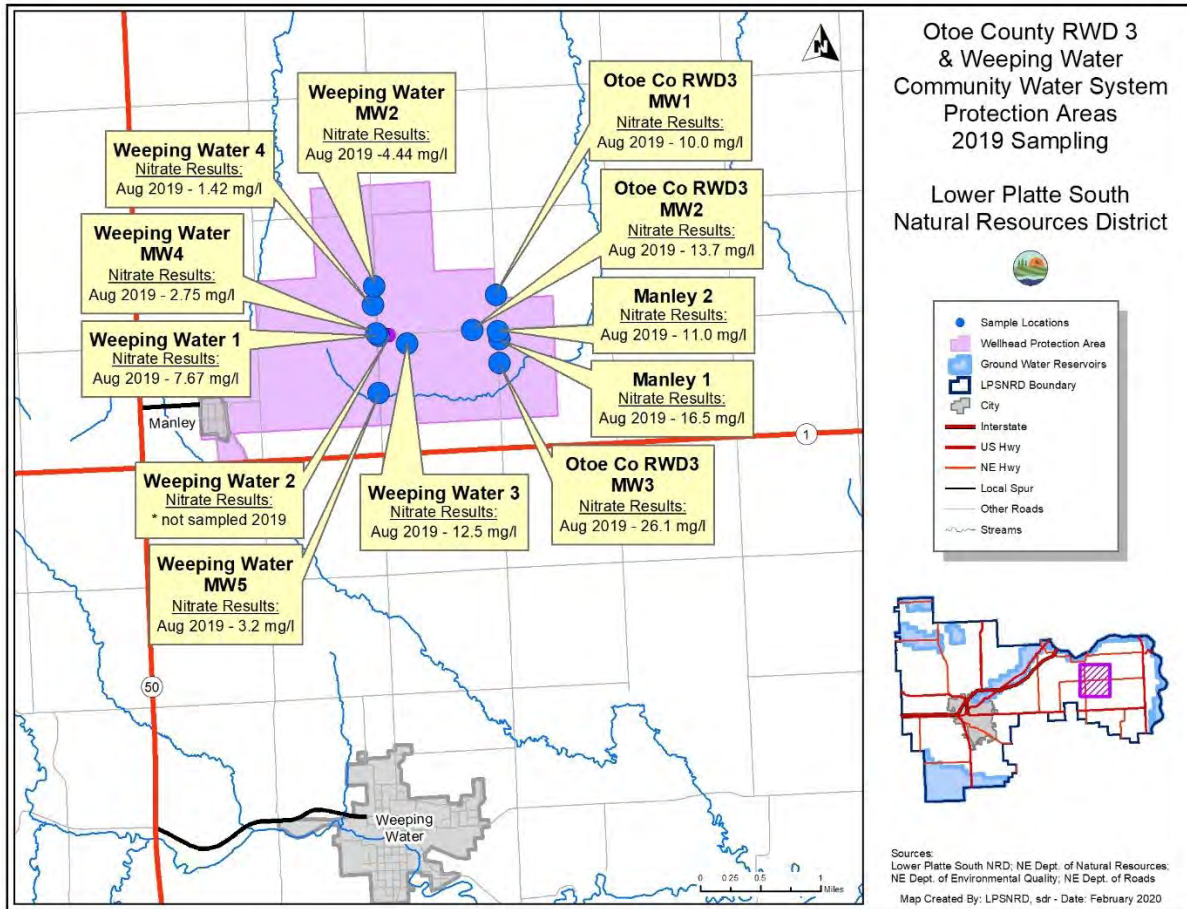 Otoe County RWD 3
& Weeping Water
Community Water System
Protection Areas
2019 Sampling
Lower Platte South
Natural Resources District
N
Weeping Water
MW2
Nitrate Results:
Aug 2019 -4.44 mg/l
Otoe Co RWD3
MW1
Nitrate Results:
Aug 2019 - 10.0 mg/l
Weeping Water 4
Nitrate Results:
Aug 2019 - 1.42 mg/l
Otoe Co RWD3
MW2
Nitrate Results:
Aug 2019 - 13.7 mg/l
Weeping Water
MW4
Nitrate Results:
Aug 2019 - 2.75 mg/l
Manley 2
Nitrate Results:
Aug 2019 - 11.0 mg/l
Weeping Water 1
Nitrate Results:
Aug 2019 - 7.67 mg/l
Manley 1
Nitrate Results:
Aug 2019 - 16.5 mg/l
Manley
1
Weeping Water 2
Nitrate Results:
* not sampled 2019
Weeping Water 3
Nitrate Results:
Aug 2019 - 12.5 mg/l
Otoe Co RWD3
MW3
Nitrate Results:
Aug 2019 - 26.1 mg/l
Weeping Water
MW5
Nitrate Results:
Aug 2019 - 3.2 mg/l
50
Weeping
Water
0 0.25 0.5 1
Miles
Sample Locations
Wellhead Protection Area
Ground Water Reservoirs
LPSNRD Boundary
City
Interstate
US Hwy
NE Hwy
Local Spur
Other Roads
Streams
Sources:
Lower Platte South NRD; NE Dept. of Natural Resources;
NE Dept. of Environmental Quality; NE Dept. of Roads
Map Created By: LPSNRD, sdr - Date: February 2020